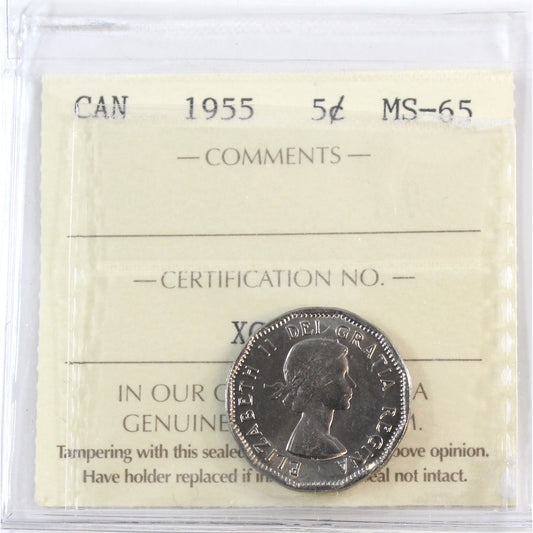 CAN 1955 5¢ MS-65
— COMMENTS —
— CERTIFICATION NO. —
IN OUR A
GENUINE M.
Tampering with this sealed above opinion.
Have holder replaced if seal not intact.
ELIZABETH II DEI GRATIA REGINA